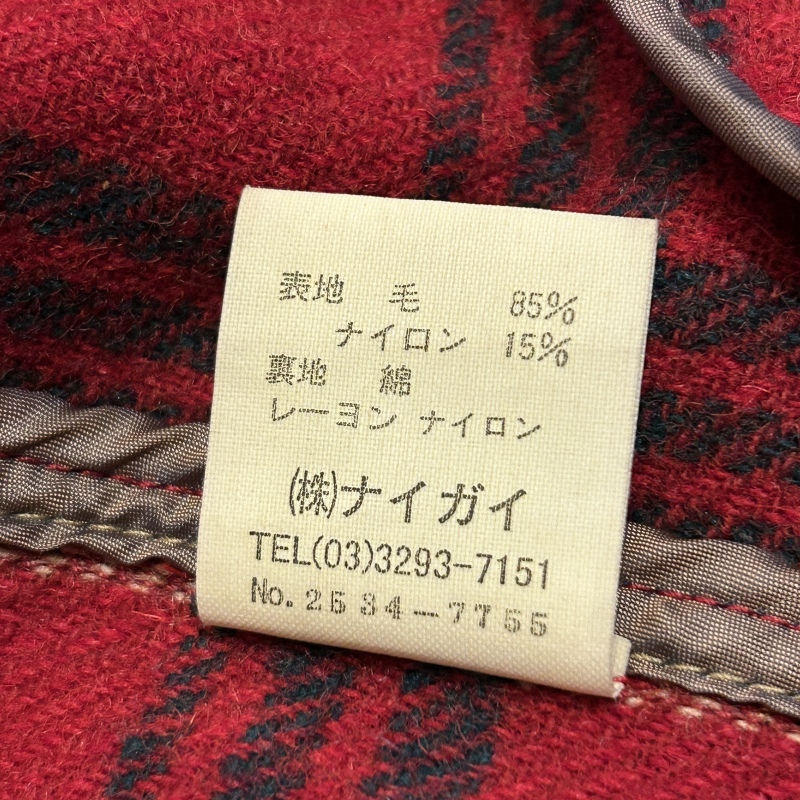 表地 毛 85%
ナイロン 15%
裏地 綿
レーヨン ナイロン
(株)ナイガイ
TEL(03)3293-7151
No.2534-7755